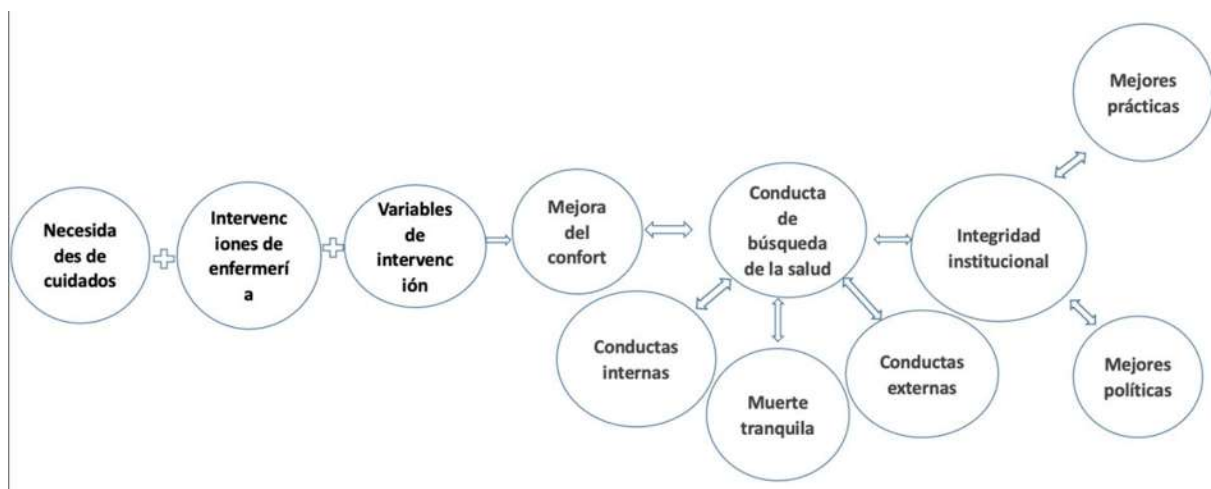 Necesida
des de
cuidados
Intervenc
iones de
enfermerí
a
Variables
de
intervenc
ión
Mejora
del
confort
Conducta
de
búsqueda
de la salud
Conductas
internas
Muerte
tranquila
Conductas
externas
Integridad
institucional
Mejores
prácticas
Mejores
políticas